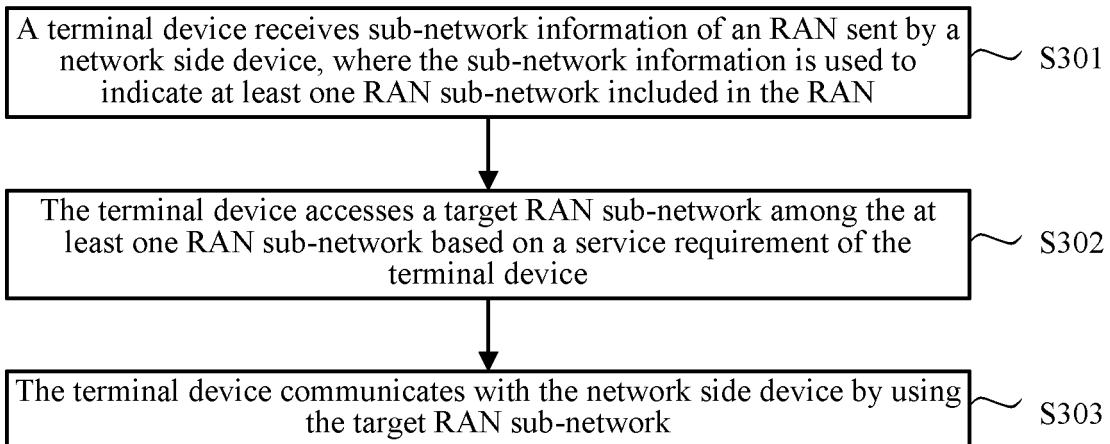 A terminal device receives sub-network information of an RAN sent by a
network side device, where the sub-network information is used to
indicate at least one RAN sub-network included in the RAN
S301
The terminal device accesses a target RAN sub-network among the at
least one RAN sub-network based on a service requirement of the
terminal device
S302
The terminal device communicates with the network side device by using
the target RAN sub-network
S303